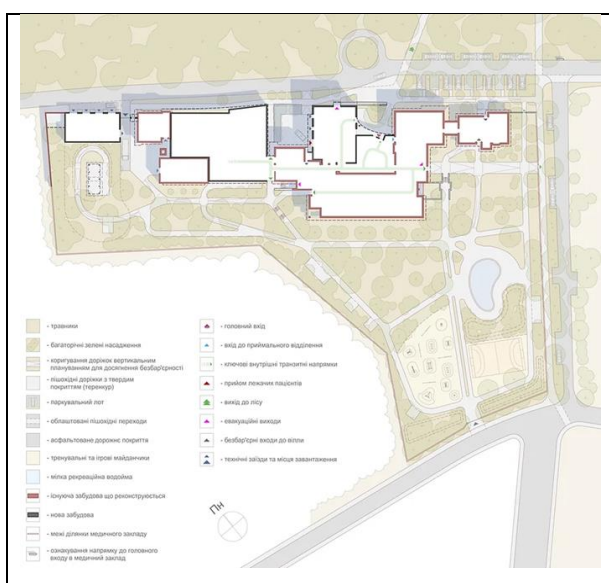 - травники
- багаторічні зелені насадження
- коригування доріжок вертикальним
плануванням для досягнення безбар'єрності
- пішохідні доріжки з твердим
покриттям (теренкур)
- паркувальний лот
- облаштовані пішохідні переходи
- асфальтоване дорожнє покриття
- тренувальні та ігрові майданчики
- мілка рекреаційна водойма
- існуюча забудова що реконструюється
- нова забудова
- межі ділянки медичного закладу
- ознакування напрямку до головного
входу в медичний заклад
- головний вхід
- вхід до приймального відділення
- ключові внутрішні транзитні напрямки
- прийом лежачих пацієнтів
- вихід до лісу
- евакуаційні виходи
- безбар'єрні входи до вілли
- технічні заїзди та місця завантаження
Пн